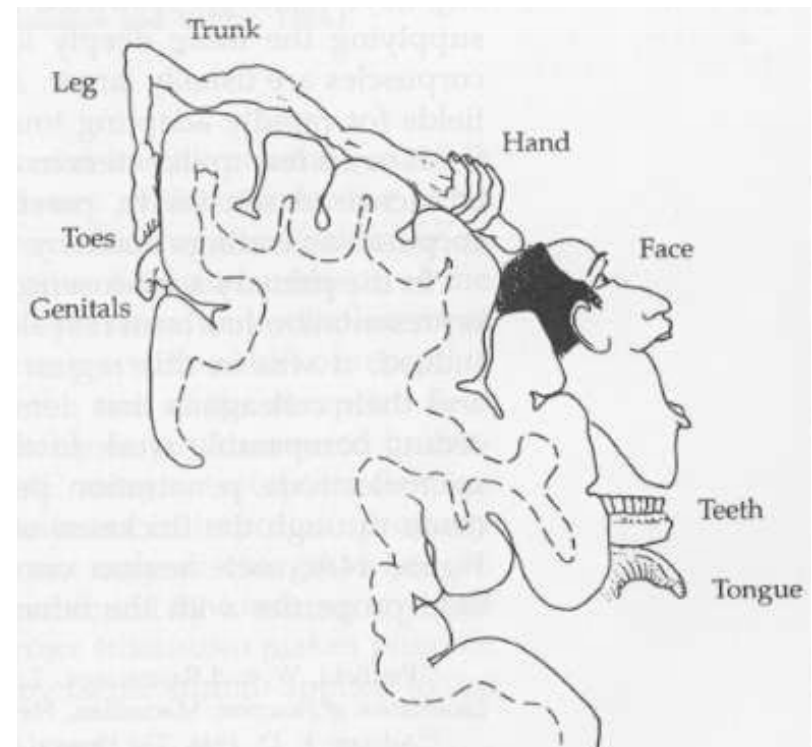 Trunk
Leg
Hand
Toes
Face
Genitals
Teeth
Tongue